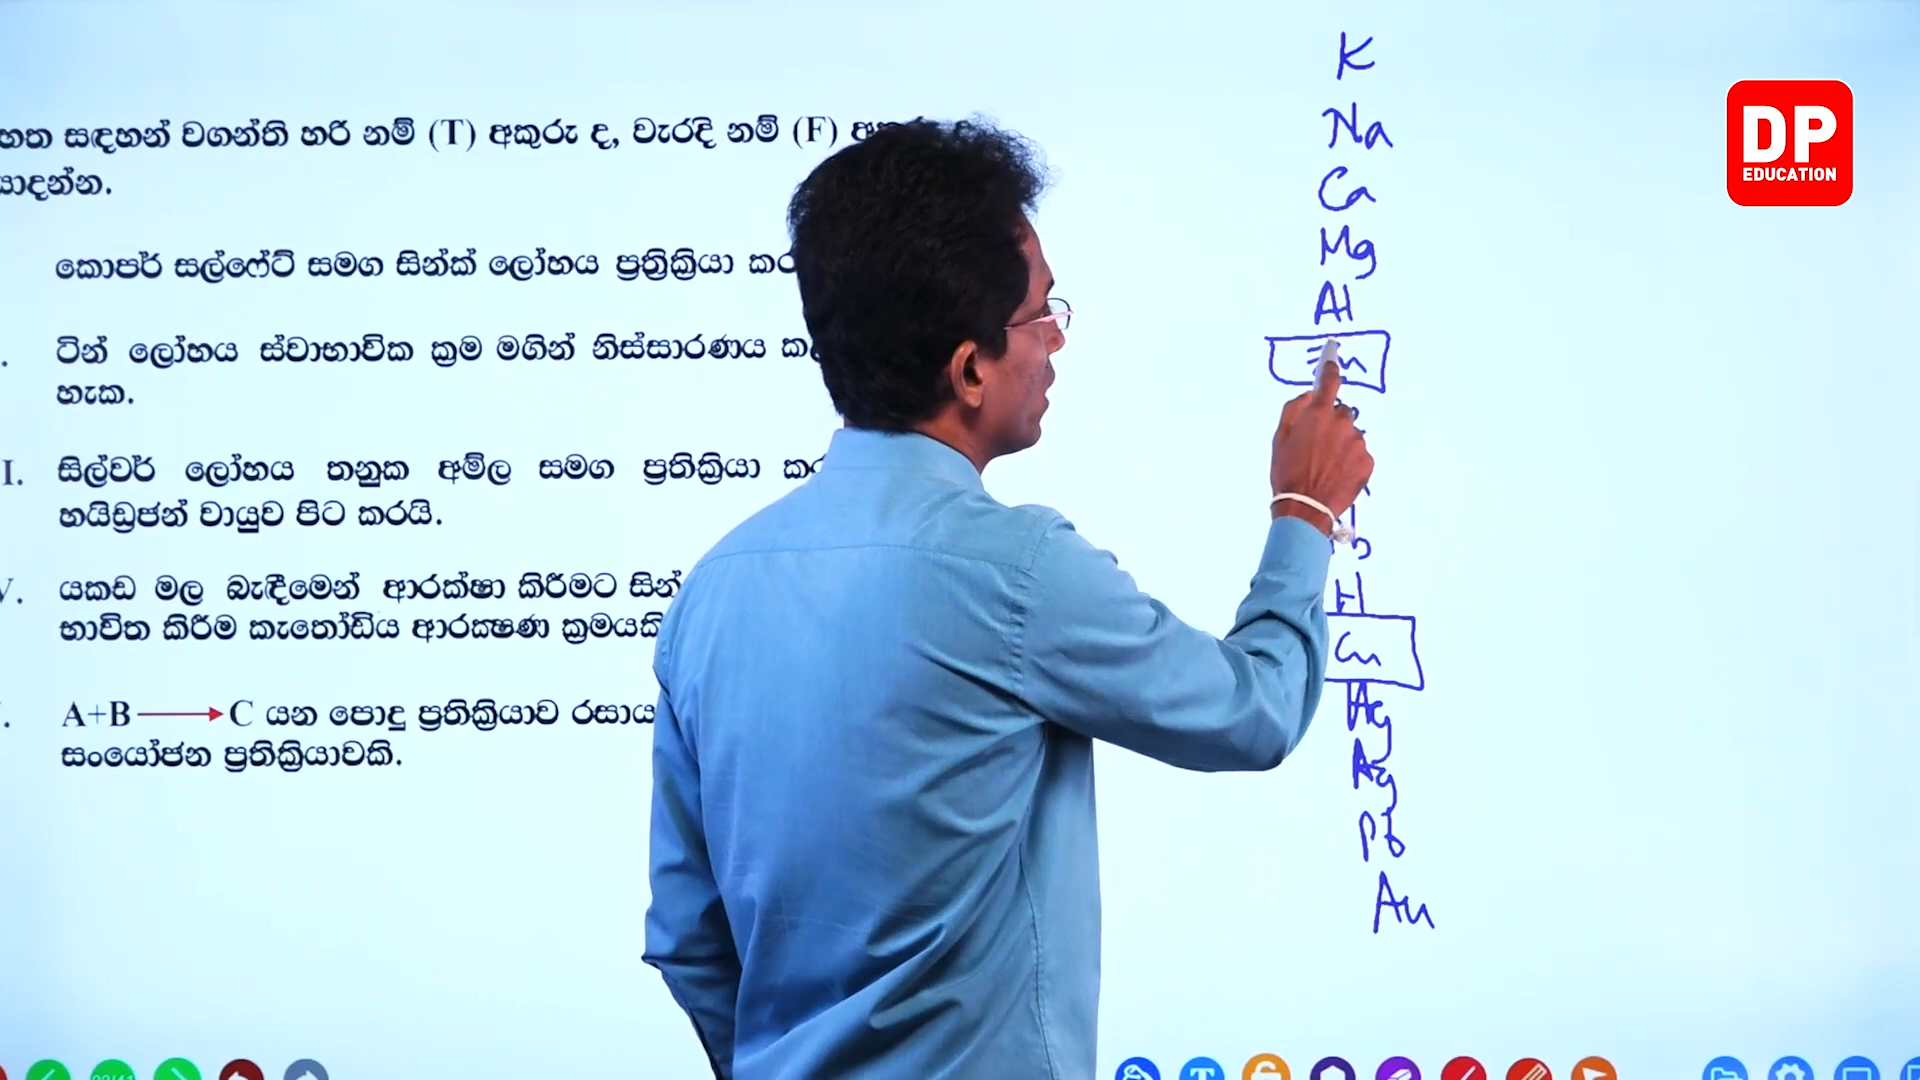 හත සඳහන් වගන්ති හරි නම් (T) අකුරු ද, වැරදි නම් (F)
යාදන්න.
කොපර් සල්ෆේට් සමග සින්ක් ලෝහය ප්‍රත්‍රික්‍රියා කර
ටින් ලෝහය ස්වාභාවික ක්‍රම මගින් නිස්සාරණය
හැක.
I. සිල්වර් ලෝහය තනුක අම්ල සමග ප්‍රතික්‍රියා කර
හයිඩ්‍රජන් වායුව පිට කරයි.
V. යකඩ මල බැඳීමෙන් ආරක්ෂා කිරීමට සින්
භාවිත කිරීම කැතෝඩිය ආරක්‍ෂණ ක්‍රමයකි
A+B⟶C යන පොදු ප්‍රතික්‍රියාව රසාය
සංයෝජන ප්‍රතික්‍රියාවකි.
K
Na
Ca
Mg
Al
H
Cu
Ag
Pt
Au
DP
EDUCATION